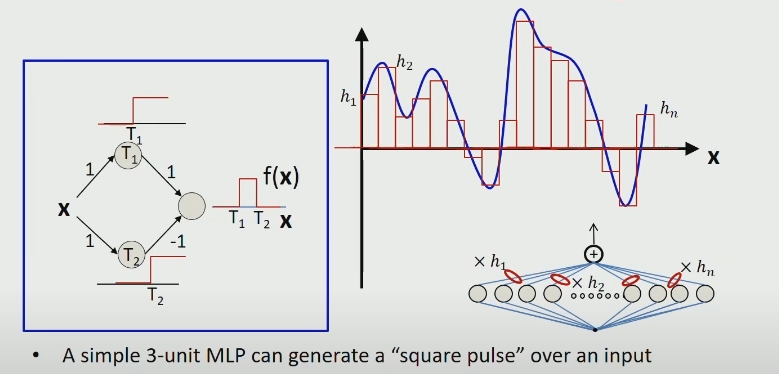 T₁
T₁
1
1
x
f(x)
T₁ T₂ x
1
-1
T₂
T₂
h₁
h₂
hₙ
x
× h₁
+
× h₂
× hₙ
• A simple 3-unit MLP can generate a “square pulse” over an input